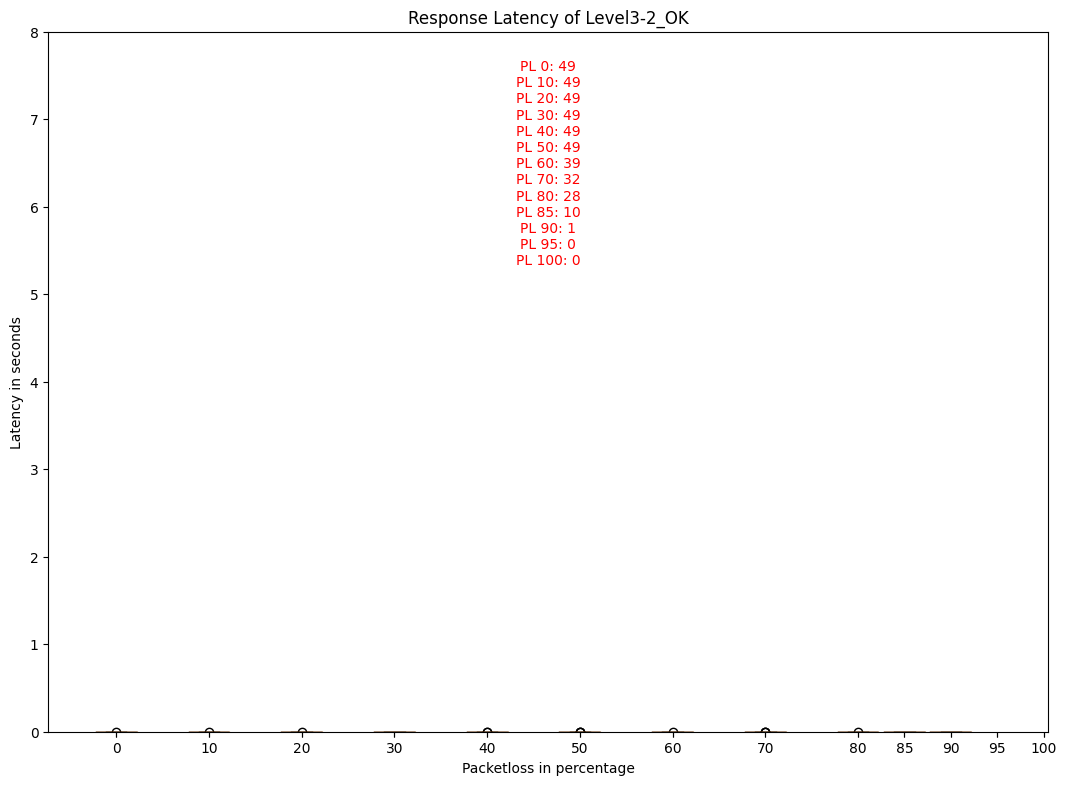 Response Latency of Level3-2_OK
8
7
6
5
4
3
2
1
0
Latency in seconds
PL 0: 49
PL 10: 49
PL 20: 49
PL 30: 49
PL 40: 49
PL 50: 49
PL 60: 39
PL 70: 32
PL 80: 28
PL 85: 10
PL 90: 1
PL 95: 0
PL 100: 0
0 10 20 30 40 50 60 70 80 85 90 95 100
Packetloss in percentage